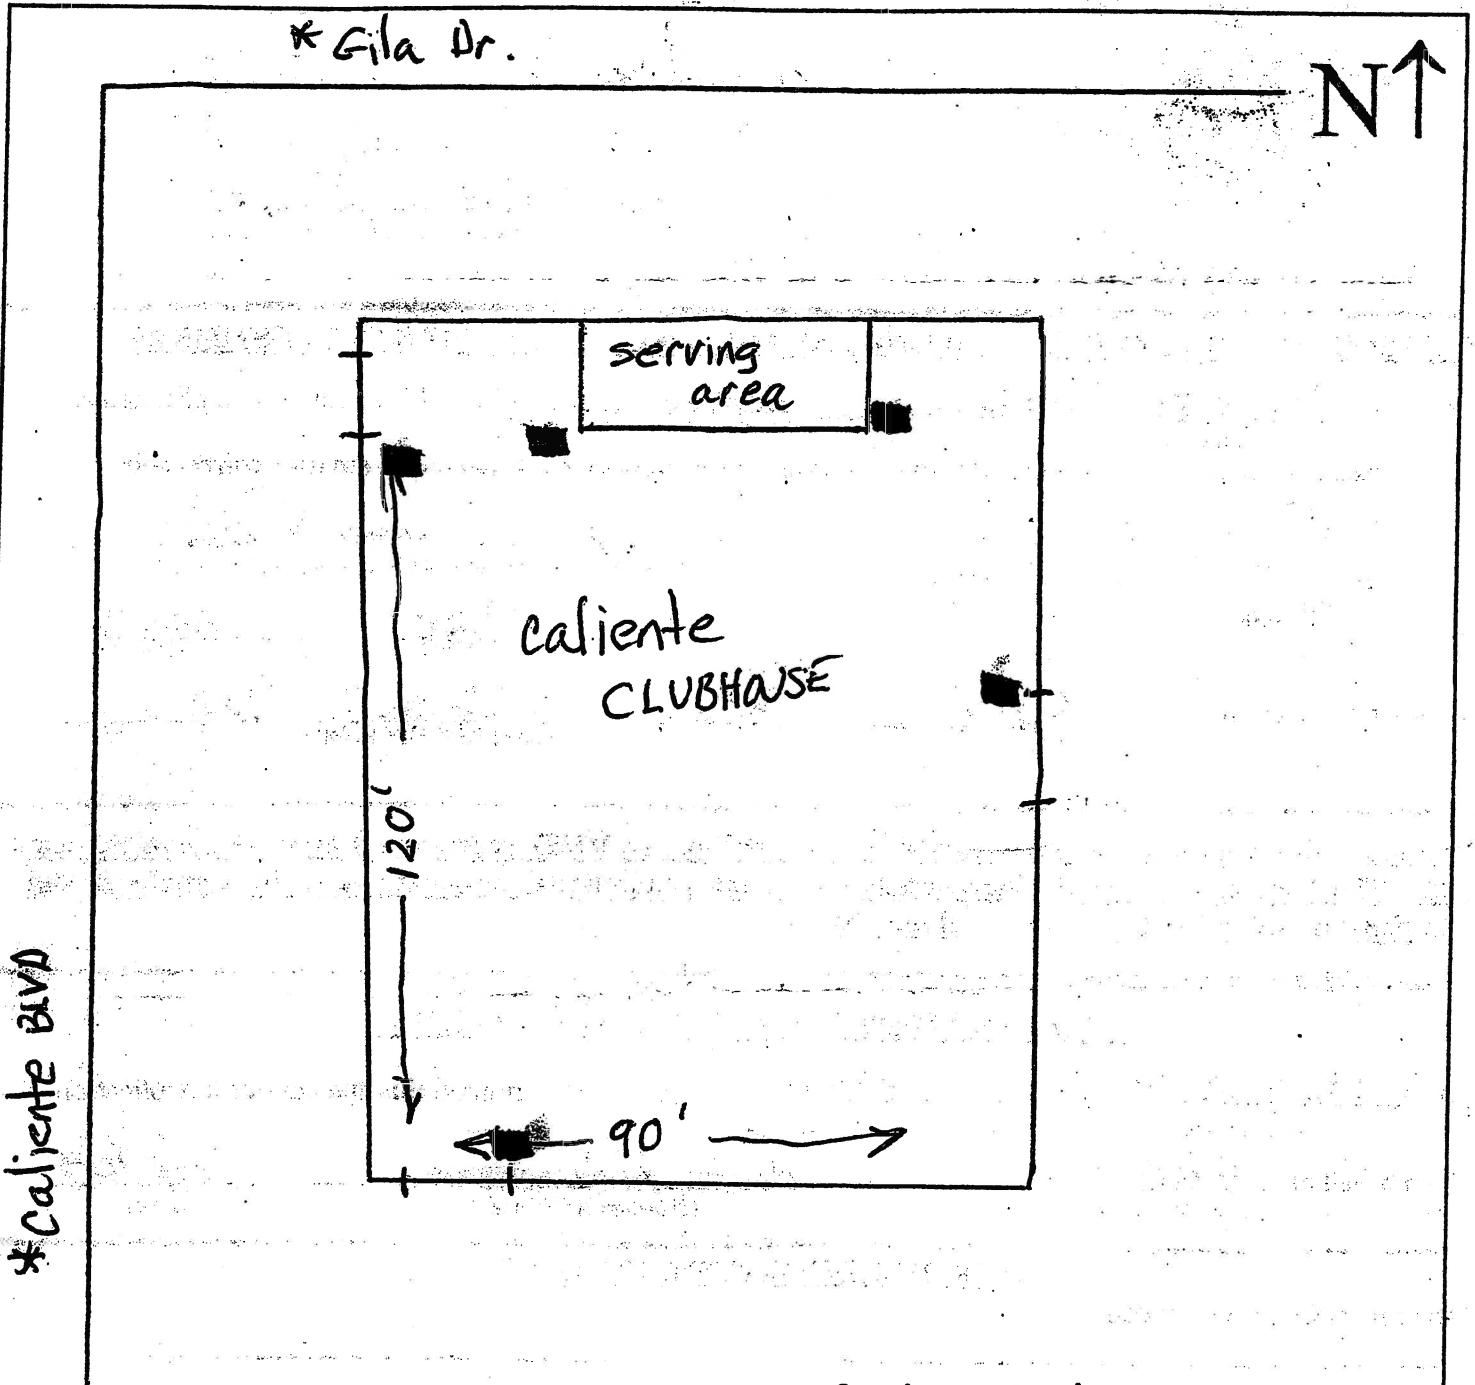 * Gila Dr.
N
serving
area
Caliente
CLUBHOUSE
120'
90'
*Caliente BLVD